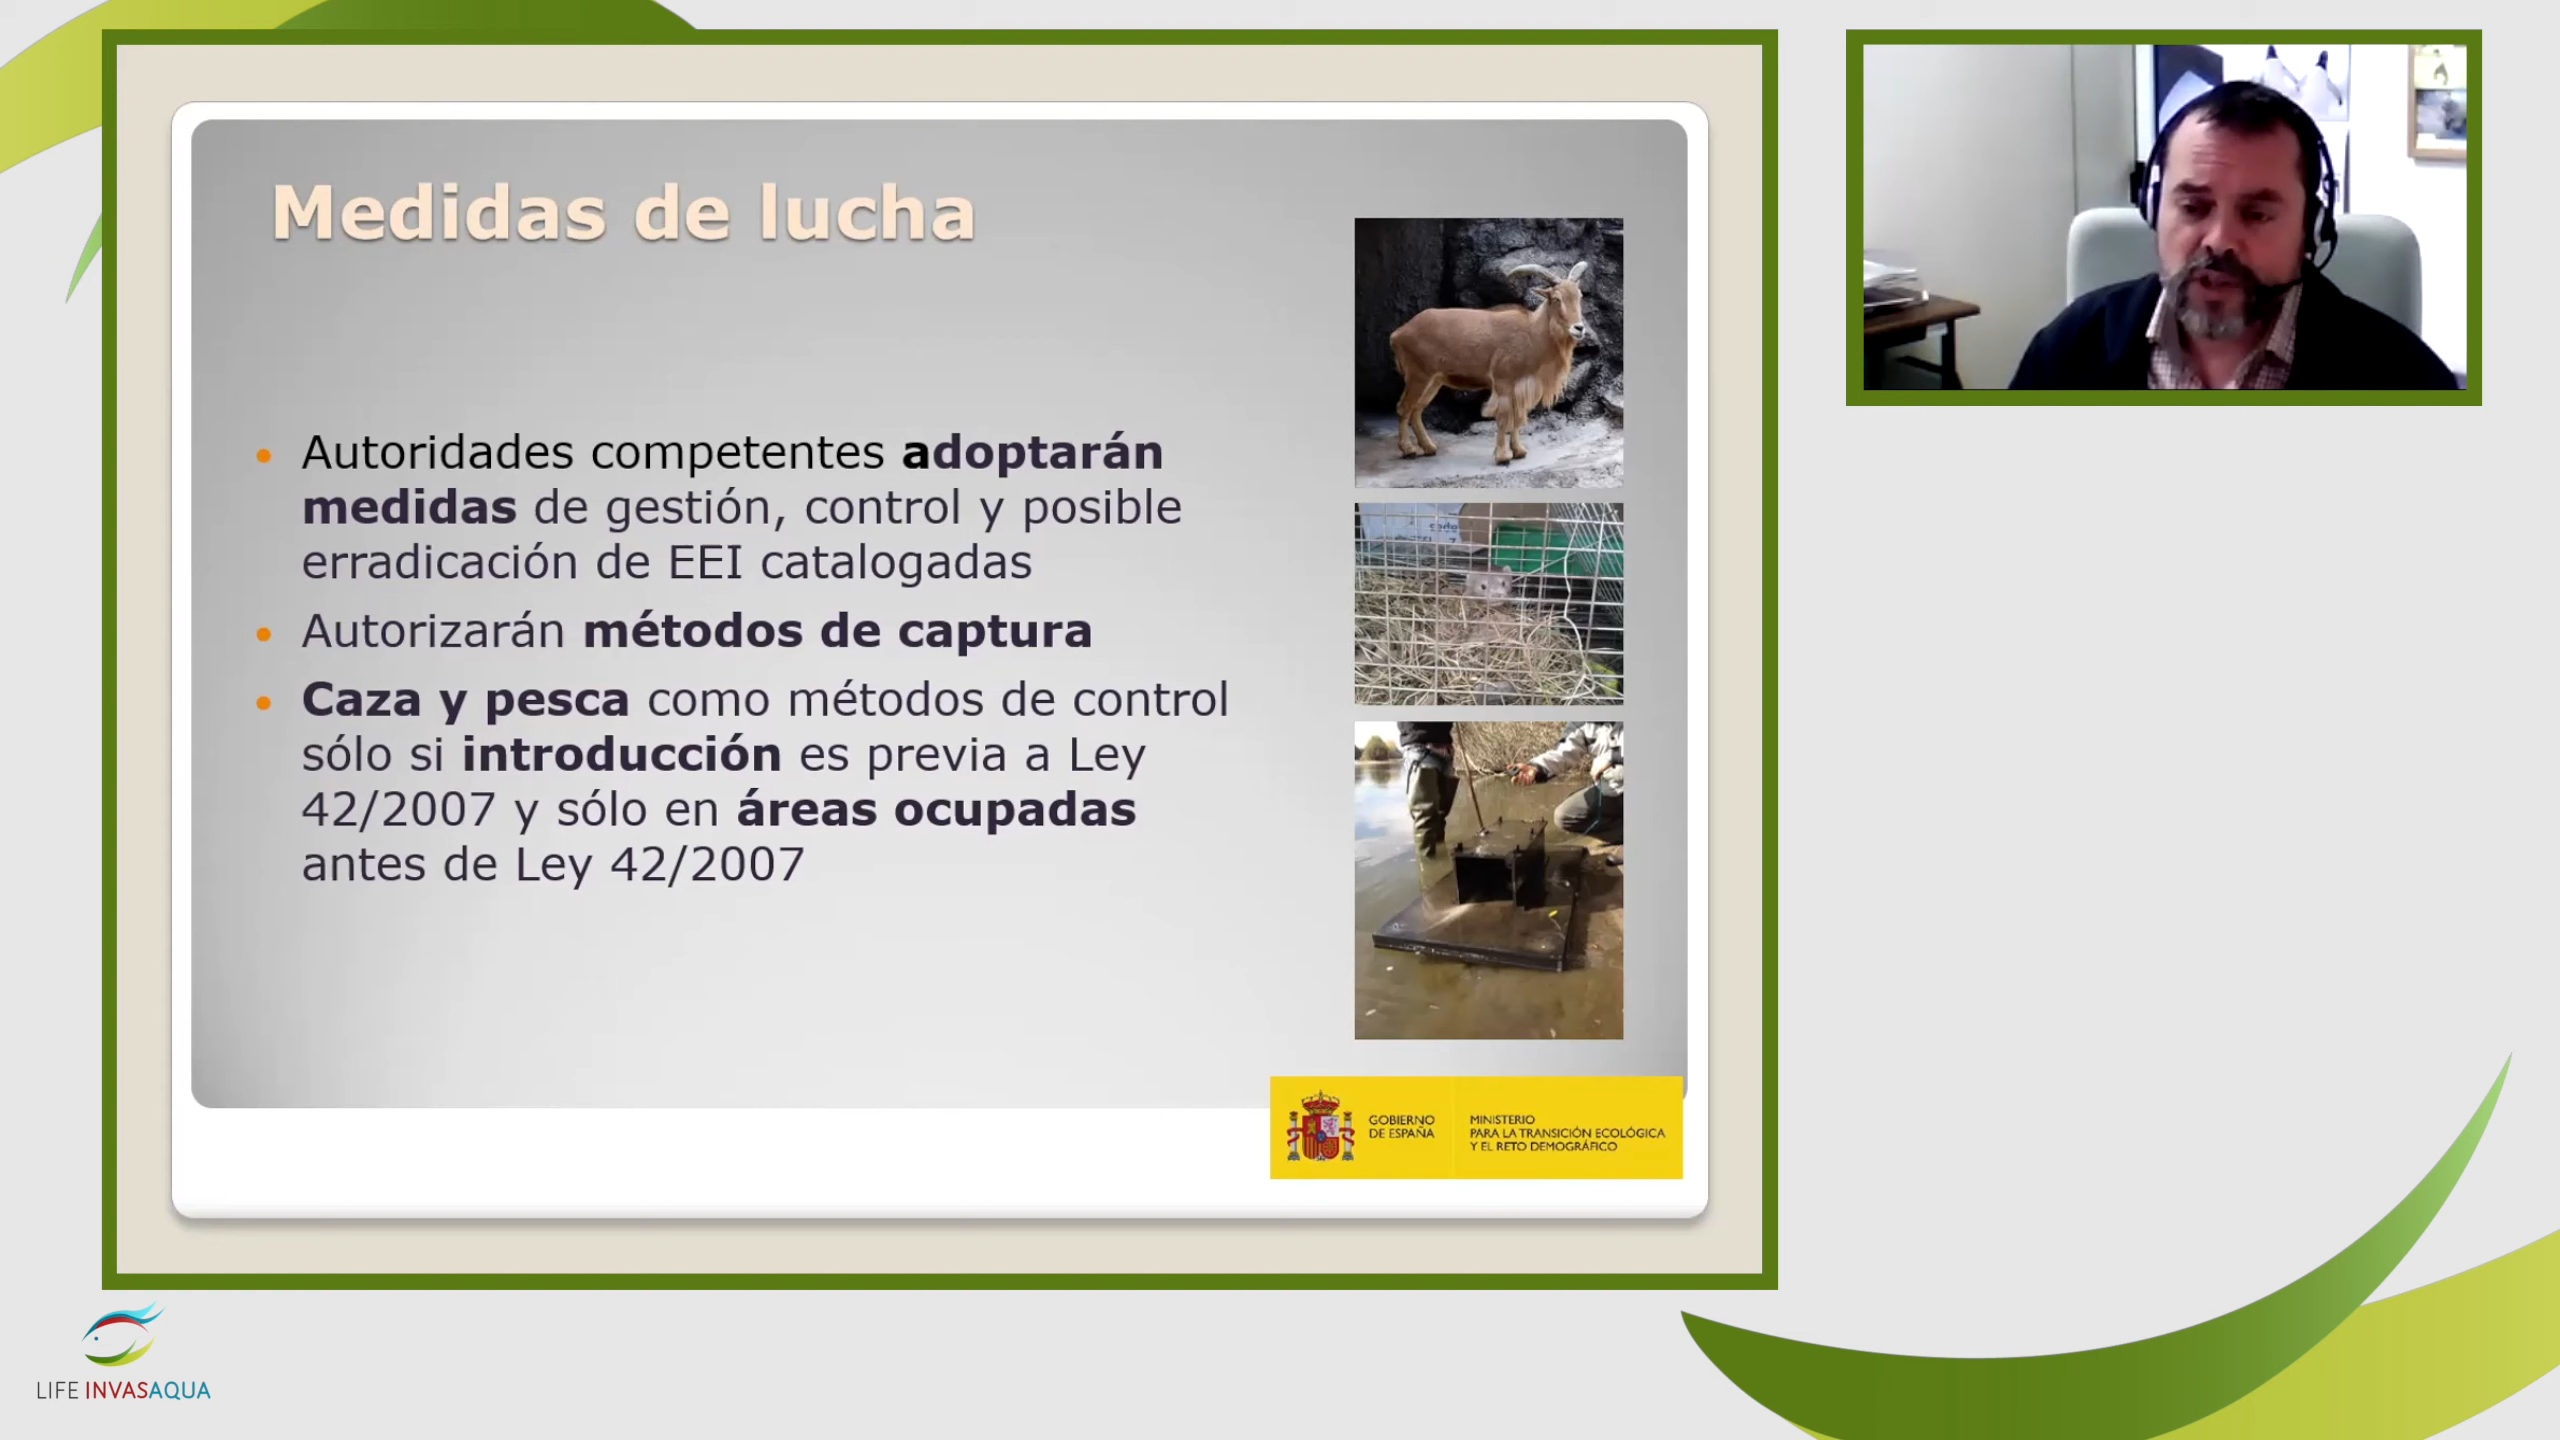 Medidas de lucha
Autoridades competentes adoptarán
medidas de gestión, control y posible
erradicación de EEI catalogadas
Autorizarán métodos de captura
Caza y pesca como métodos de control
sólo si introducción es previa a Ley
42/2007 y sólo en áreas ocupadas
antes de Ley 42/2007
GOBIERNO
DE ESPAÑA
MINISTERIO
PARA LA TRANSICIÓN ECOLÓGICA
Y EL RETO DEMOGRÁFICO
LIFE INVASAQUA